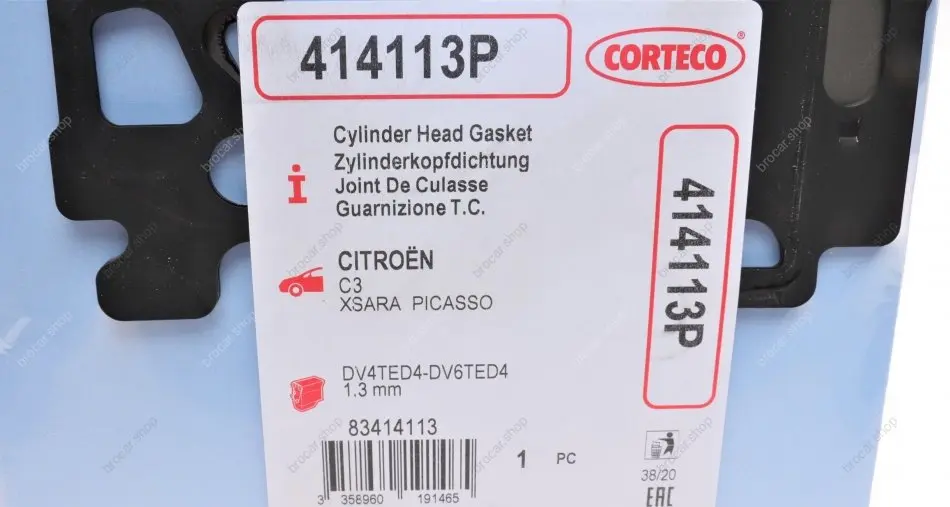 414113P
CORTECO®
Cylinder Head Gasket
Zylinderkopfdichtung
Joint De Culasse
Guarnizione T.C.
i
CITROËN
C3
XSARA PICASSO
414113P
DV4TED4-DV6TED4
1.3 mm
83414113
1 PC
3 358960 191465
38/20
EAC
brocar.shop